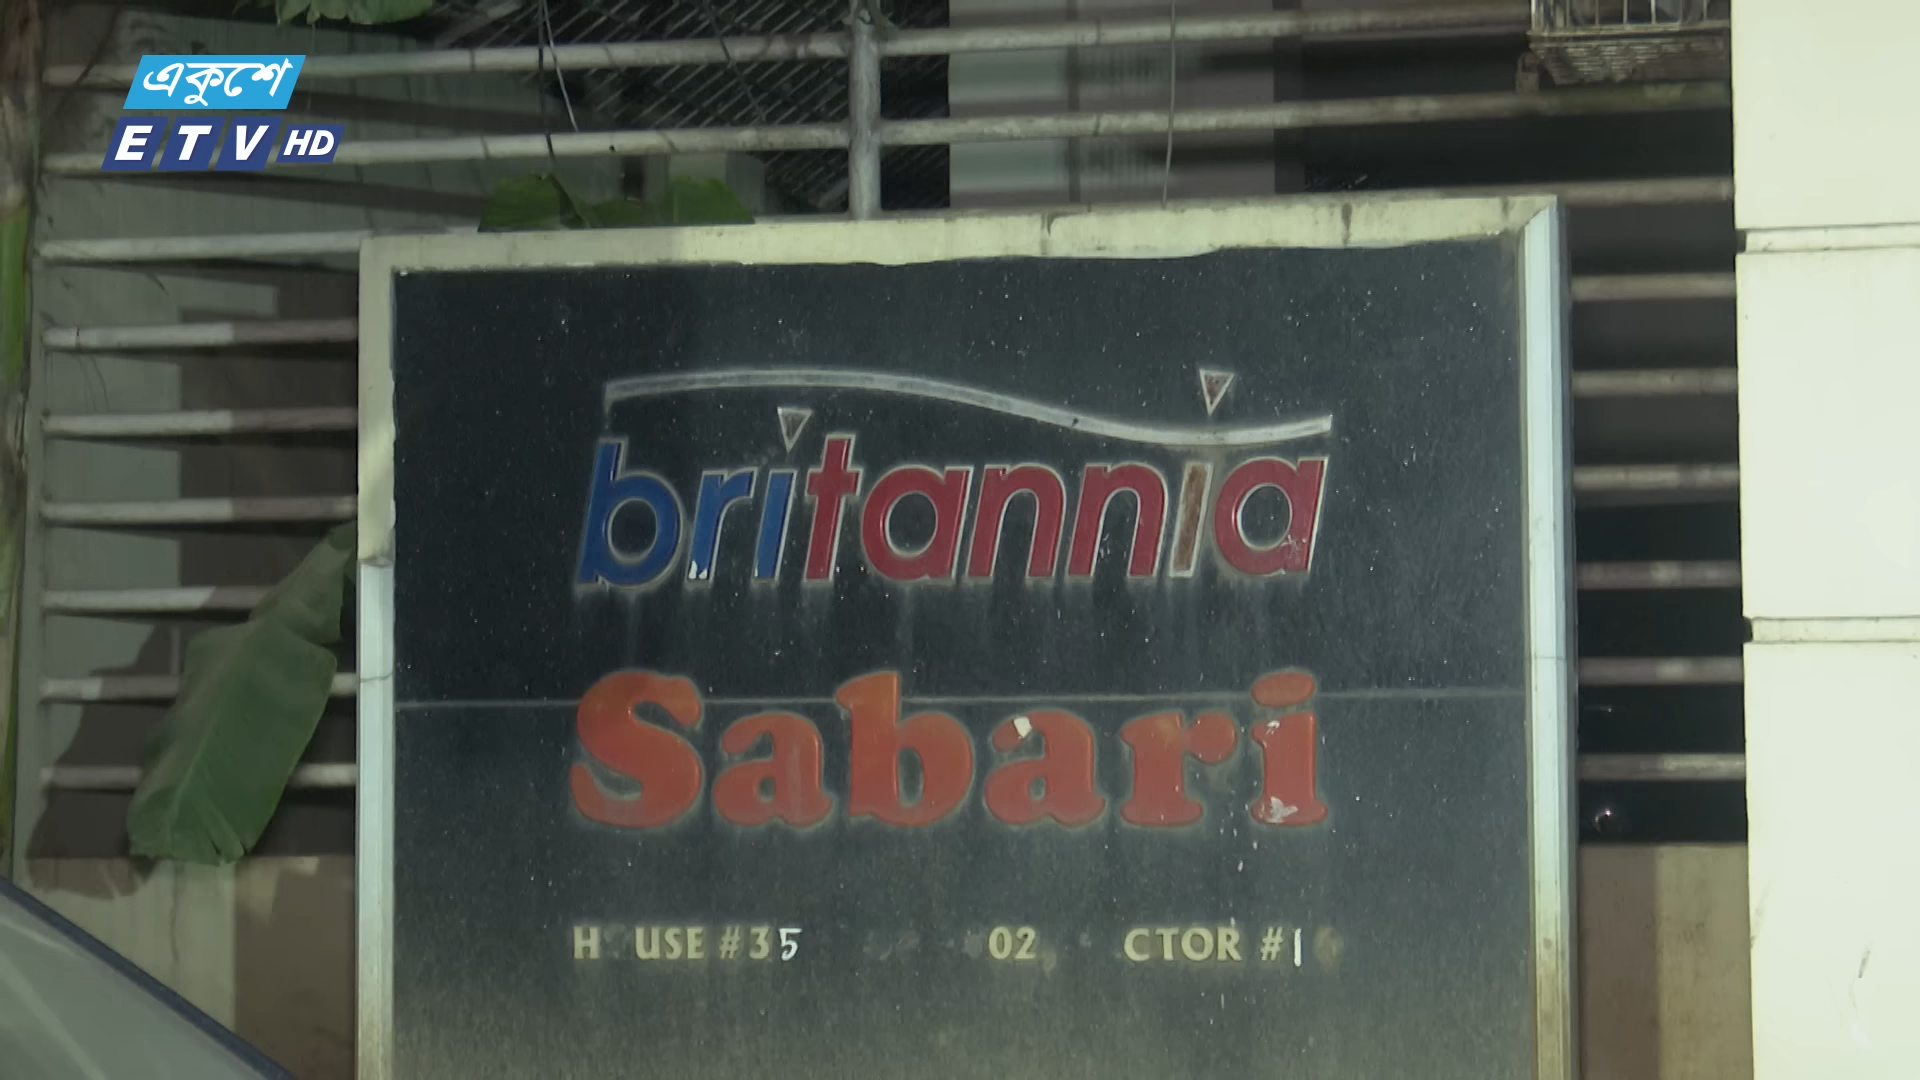 একুশে
ETV HD
britannia
Sabari
H USE #35 02 CTOR #1